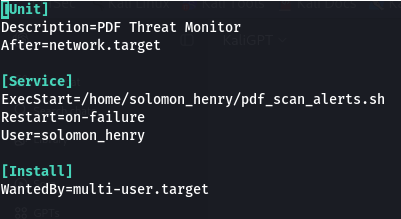 [Unit]
Description=PDF Threat Monitor
After=network.target
[Service]
ExecStart=/home/solomon_henry/pdf_scan_alerts.sh
Restart=on-failure
User=solomon_henry
[Install]
WantedBy=multi-user.target